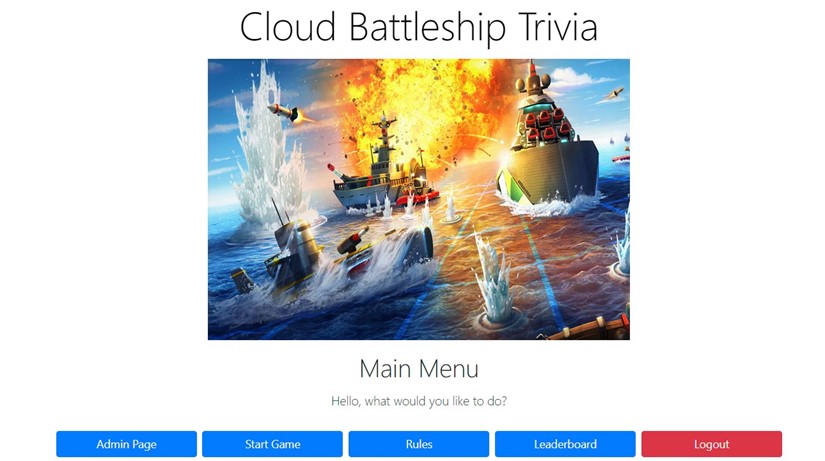 Cloud Battleship Trivia
Main Menu
Hello, what would you like to do?
Admin Page Start Game Rules Leaderboard Logout